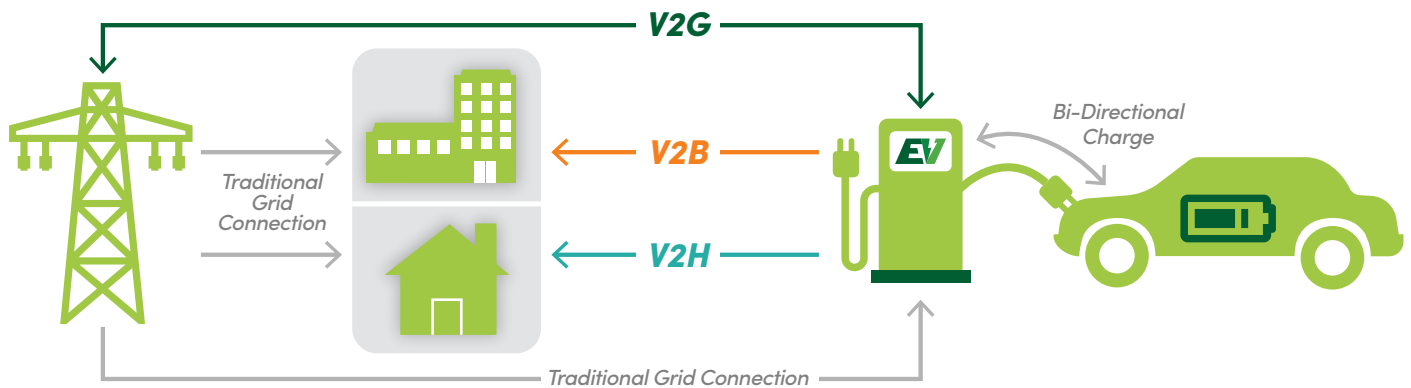 V2G
Bi-Directional
Charge
EV
V2B
Traditional
Grid
Connection
V2H
Traditional Grid Connection